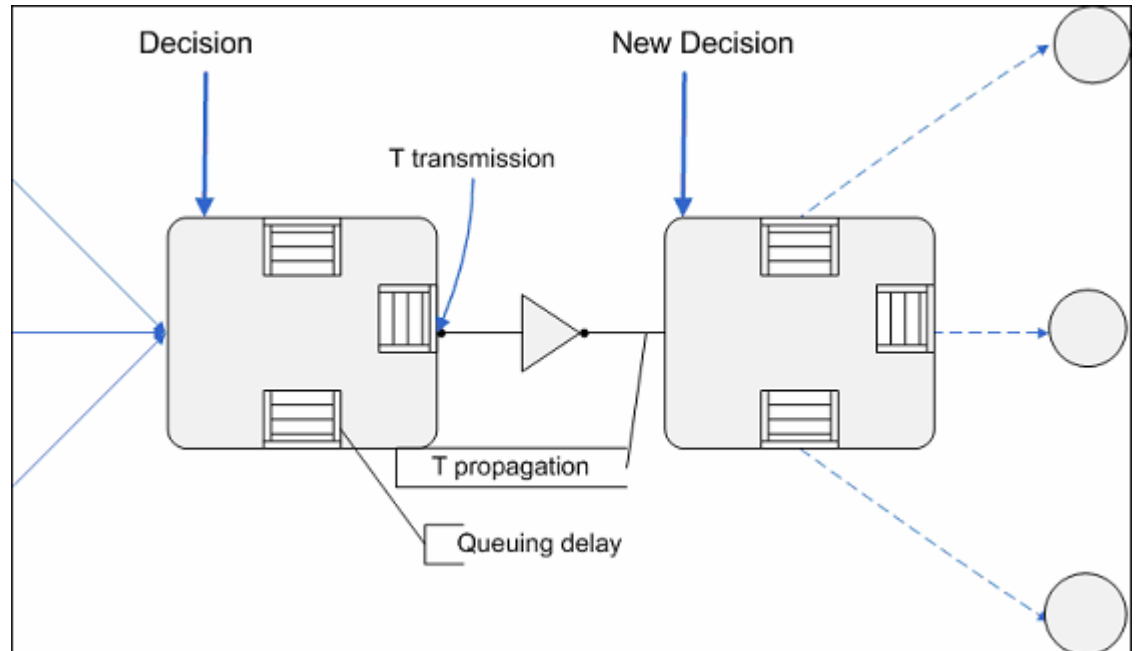 Decision
New Decision
T transmission
T propagation
Queuing delay